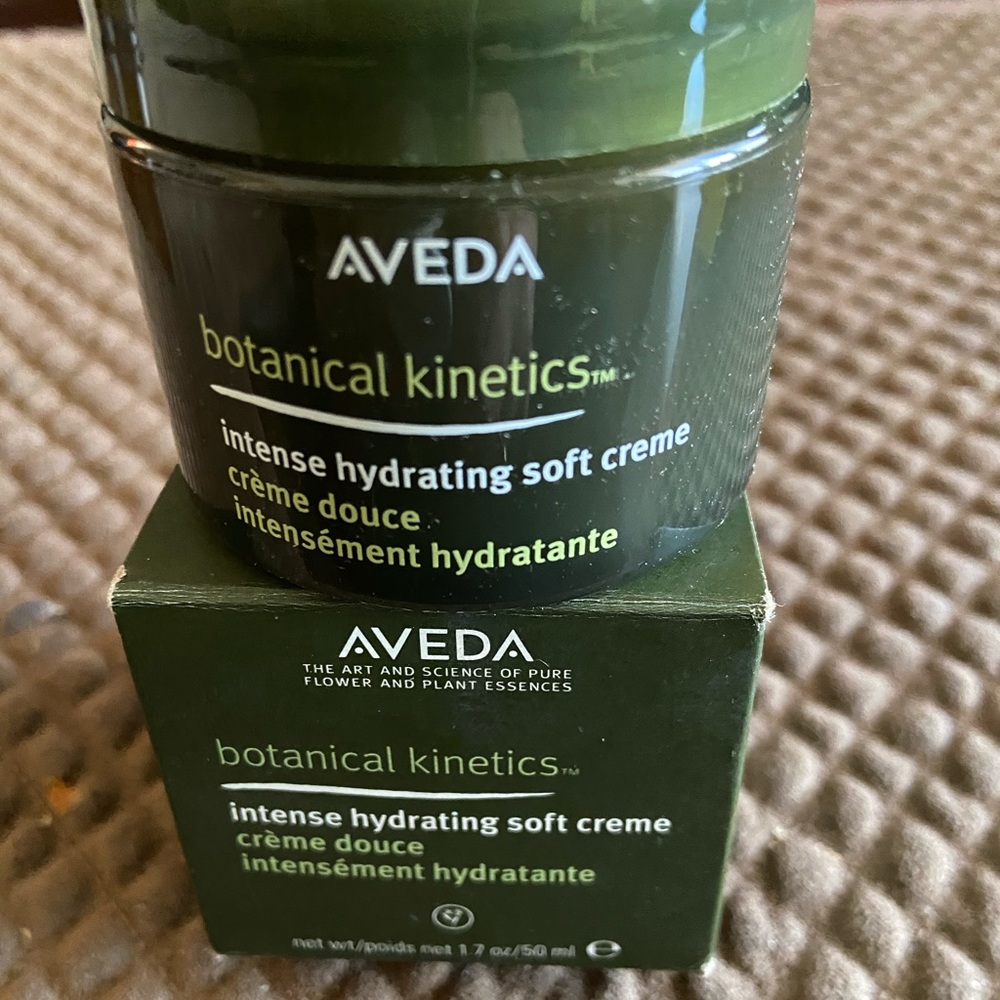 AVEDA
botanical kinetics™
intense hydrating soft creme
crème douce
intensément hydratante
AVEDA
THE ART AND SCIENCE OF PURE
FLOWER AND PLANT ESSENCES
botanical kinetics™
intense hydrating soft creme
crème douce
intensément hydratante
net wt/poids net 1.7 oz/50 ml ℮